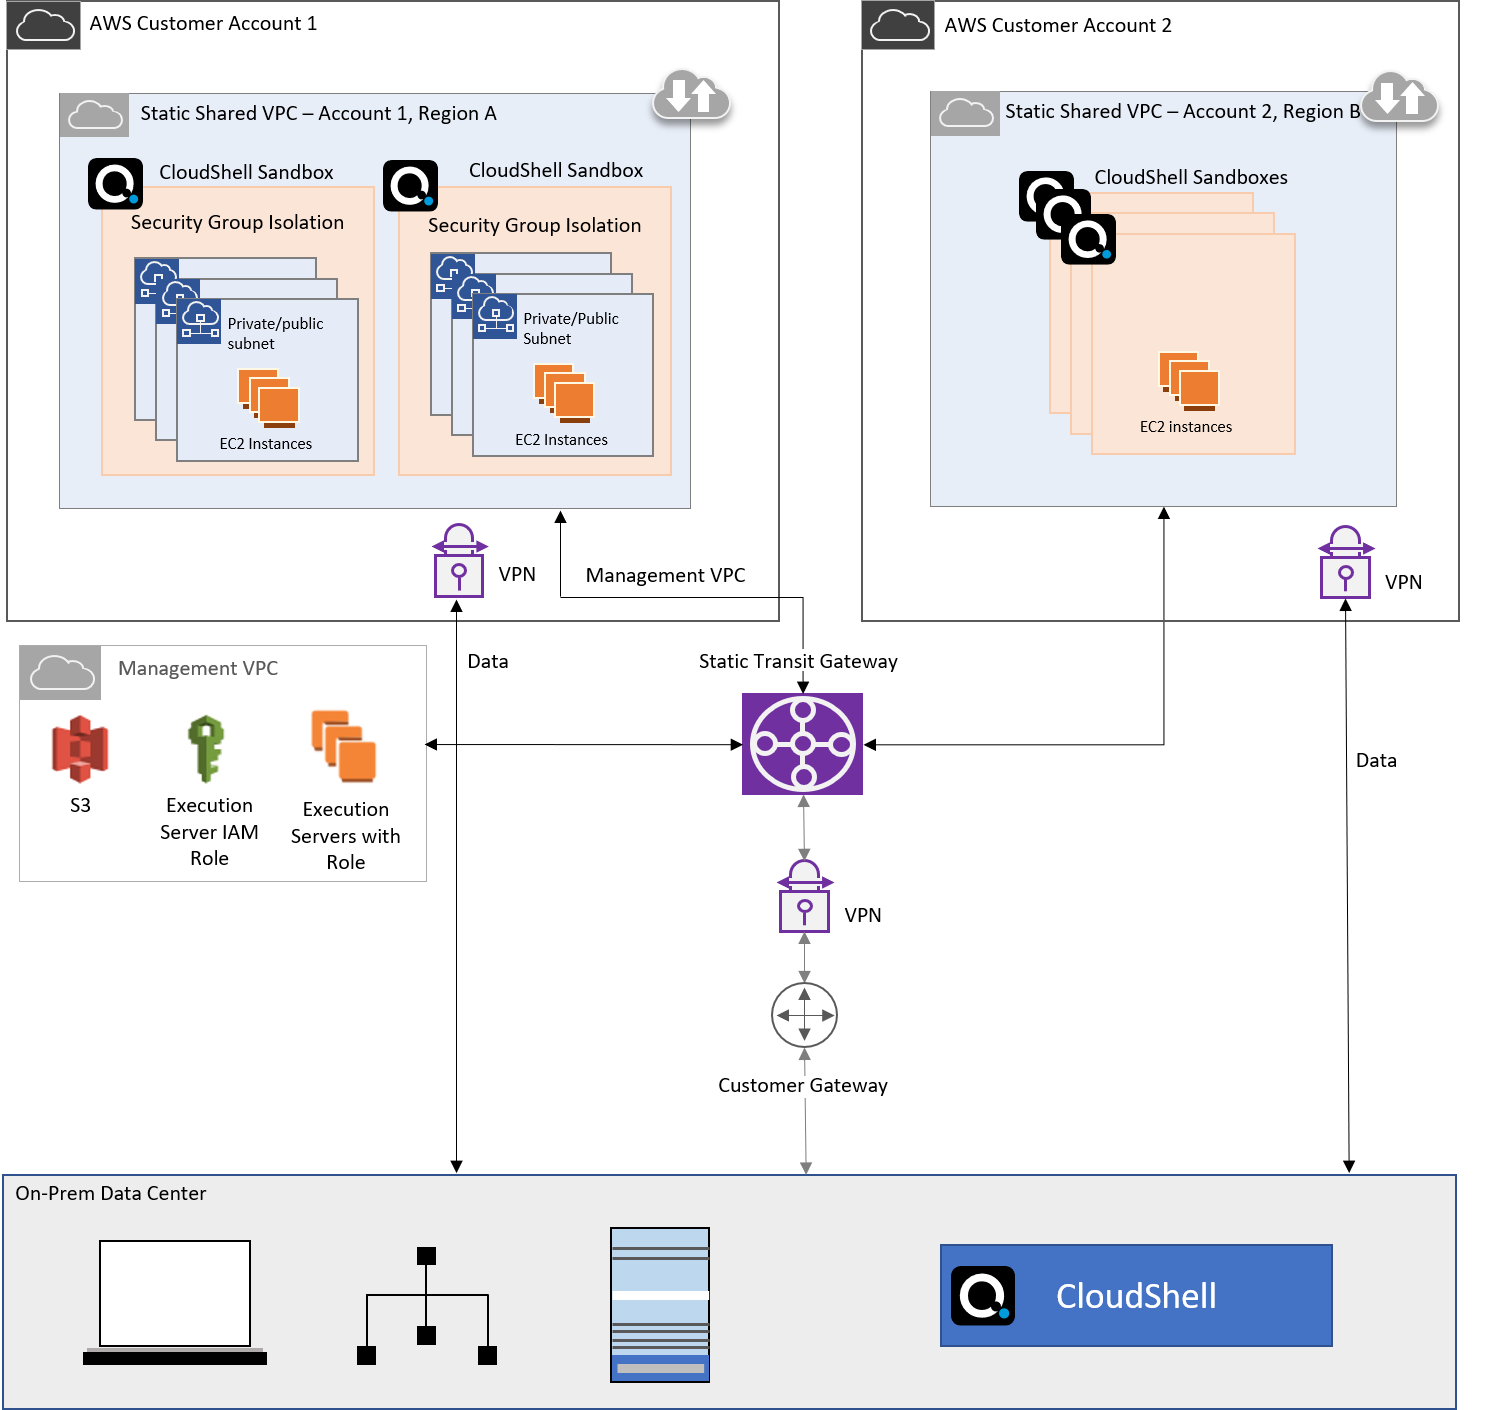 AWS Customer Account 1
AWS Customer Account 2
Static Shared VPC – Account 1, Region A
Static Shared VPC – Account 2, Region B
CloudShell Sandbox
Security Group Isolation
Private/public
subnet
EC2 Instances
CloudShell Sandbox
Security Group Isolation
Private/Public
Subnet
EC2 Instances
CloudShell Sandboxes
EC2 instances
VPN
Management VPC
VPN
Management VPC
S3
Execution
Server IAM
Role
Execution
Servers with
Role
Data
Static Transit Gateway
Data
VPN
Customer Gateway
On-Prem Data Center
CloudShell